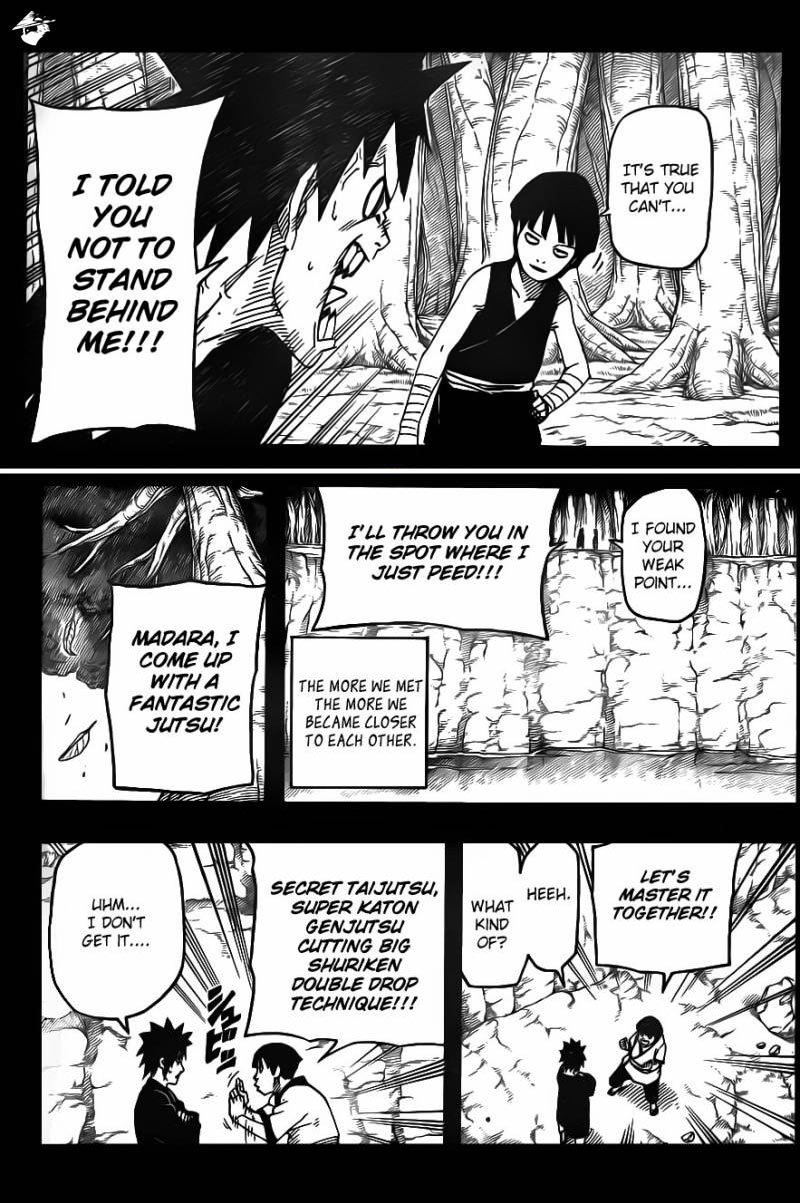 IT'S TRUE
THAT YOU
CAN'T...
I TOLD
YOU
NOT TO
STAND
BEHIND
ME!!!
I FOUND
YOUR
WEAK
POINT...
I'LL THROW YOU IN
THE SPOT WHERE I
JUST PEED!!!
THE MORE WE MET
THE MORE WE
BECAME CLOSER
TO EACH OTHER.
MADARA, I
COME UP
WITH A
FANTASTIC
JUTSU!
LET'S
MASTER IT
TOGETHER!!
HEEH.
WHAT
KIND
OF?
SECRET TAIJUTSU,
SUPER KATON
GENJUTSU
CUTTING BIG
SHURIKEN
DOUBLE DROP
TECHNIQUE!!!
UHM...
I DON'T
GET IT....